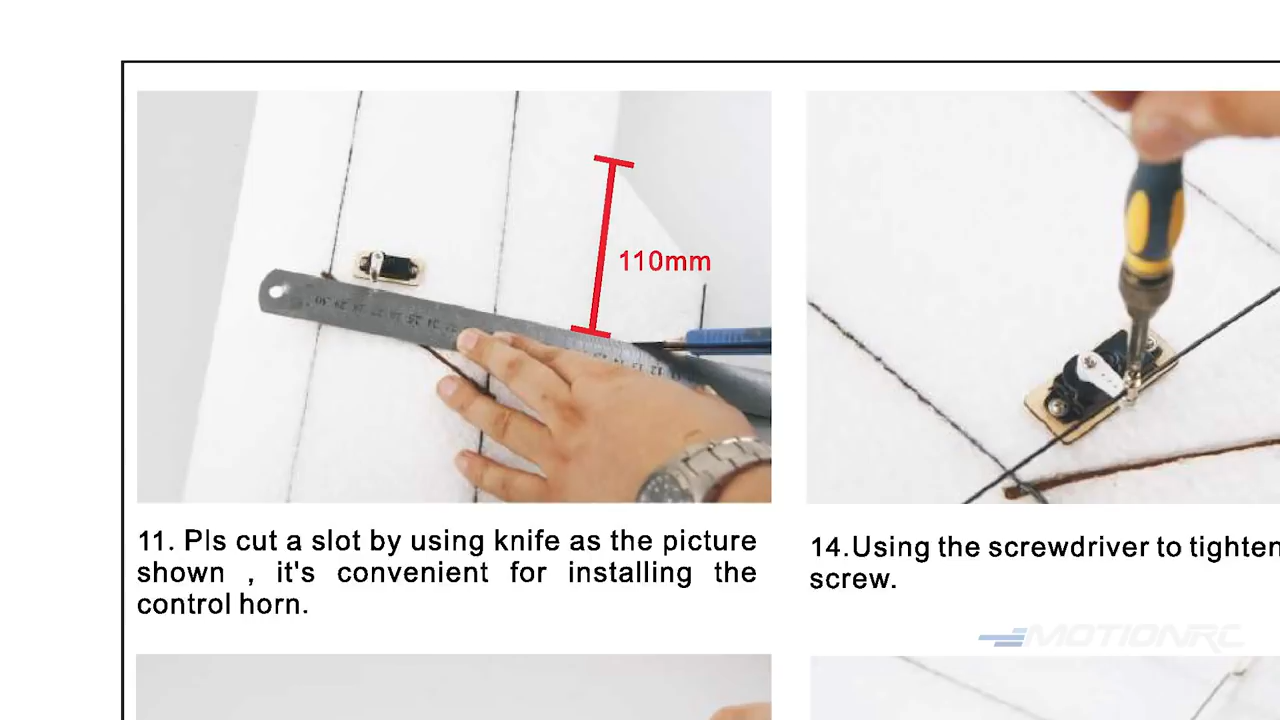 110mm
11. Pls cut a slot by using knife as the picture
shown , it's convenient for installing the
control horn.
14.Using the screwdriver to tighten
screw.
MOTIONRC